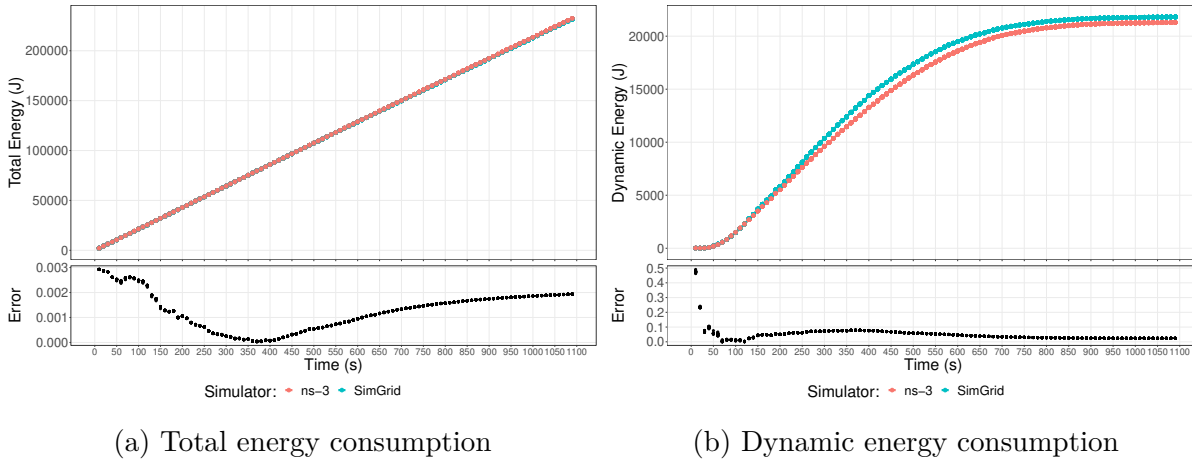 Total Energy (J)
200000
150000
100000
50000
0
Error
0.003
0.002
0.001
0.000
0 50 100 150 200 250 300 350 400 450 500 550 600 650 700 750 800 850 900 950 1000 1050 1100
Time (s)
Simulator: ns-3 SimGrid
(a) Total energy consumption
Dynamic Energy (J)
20000
15000
10000
5000
0
Error
0.5
0.4
0.3
0.2
0.1
0.0
0 50 100 150 200 250 300 350 400 450 500 550 600 650 700 750 800 850 900 950 1000 1050 1100
Time (s)
Simulator: ns-3 SimGrid
(b) Dynamic energy consumption